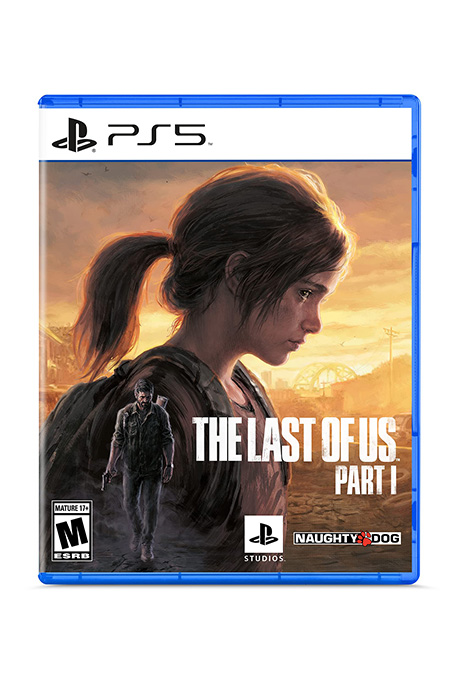 PS5
THE LAST OF US
PART I
MATURE 17+
M
ESRB
STUDIOS
NAUGHTY DOG